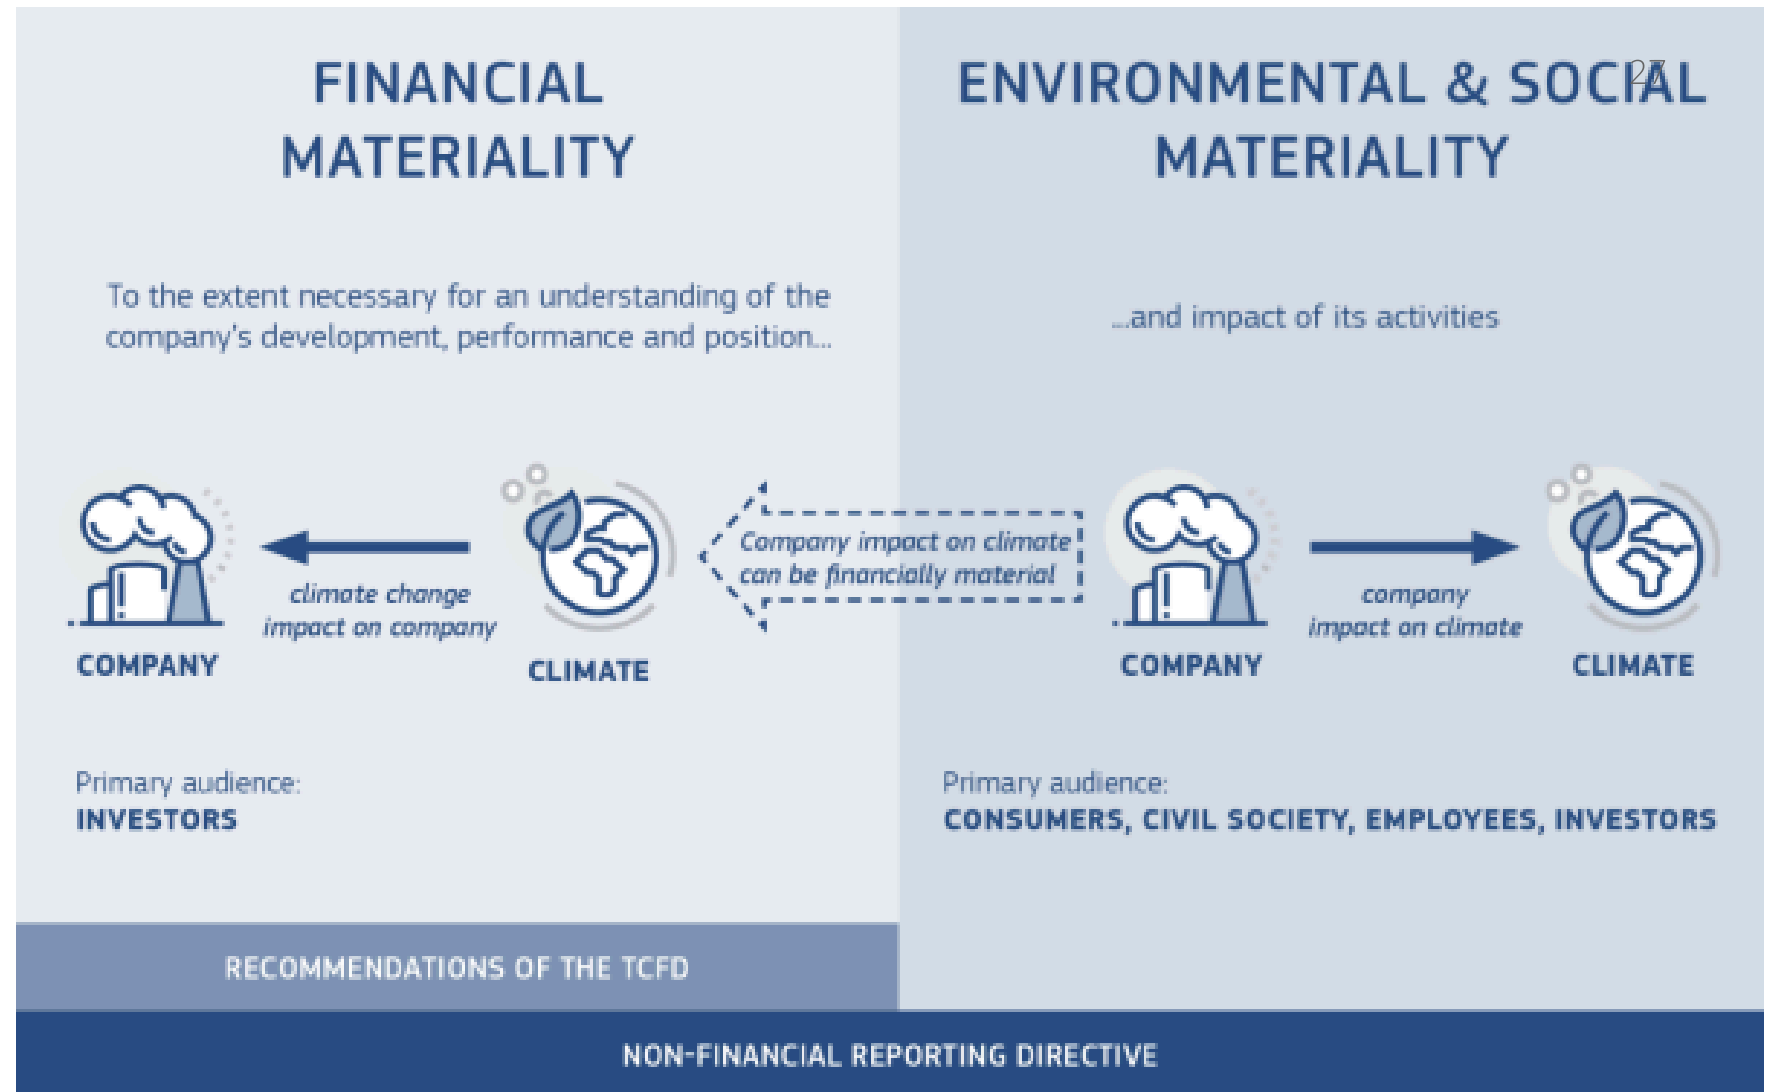 FINANCIAL
MATERIALITY
To the extent necessary for an understanding of the
company's development, performance and position...
climate change
impact on company
COMPANY
CLIMATE
Company impact on climate
can be financially material
Primary audience:
INVESTORS
RECOMMENDATIONS OF THE TCFD
ENVIRONMENTAL & SOCIAL
27
MATERIALITY
...and impact of its activities
company
impact on climate
COMPANY
CLIMATE
Primary audience:
CONSUMERS, CIVIL SOCIETY, EMPLOYEES, INVESTORS
NON-FINANCIAL REPORTING DIRECTIVE